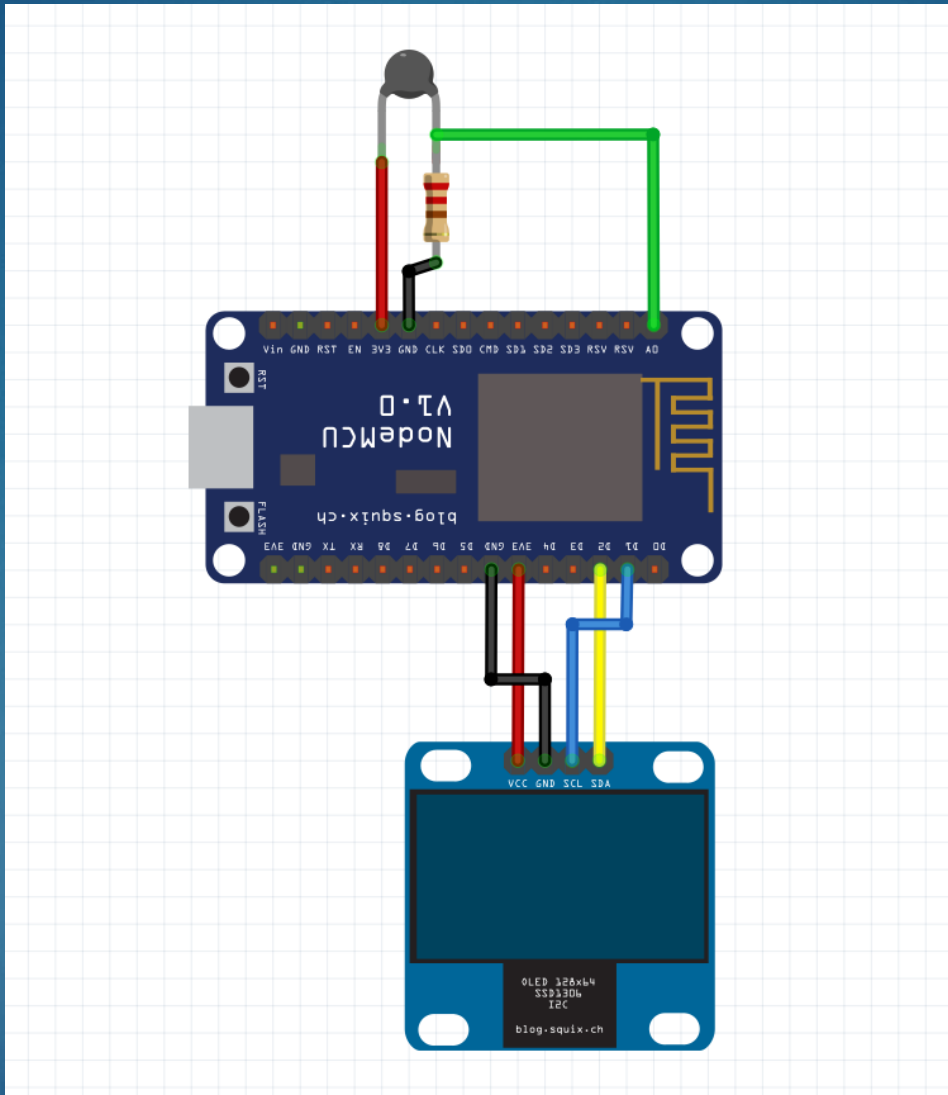 Vin GND RST EN 3V3 GND CLK SD0 CMD SD1 SD2 SD3 RSV RSV A0
RST
V1.0
NodeMCU
FLASH
blog.squix.ch
3V3 GND TX RX D8 D7 D6 D5 GND 3V3 D4 D3 D2 D1 D0
VCC GND SCL SDA
OLED 128x64
SSD1306
I2C
blog.squix.ch